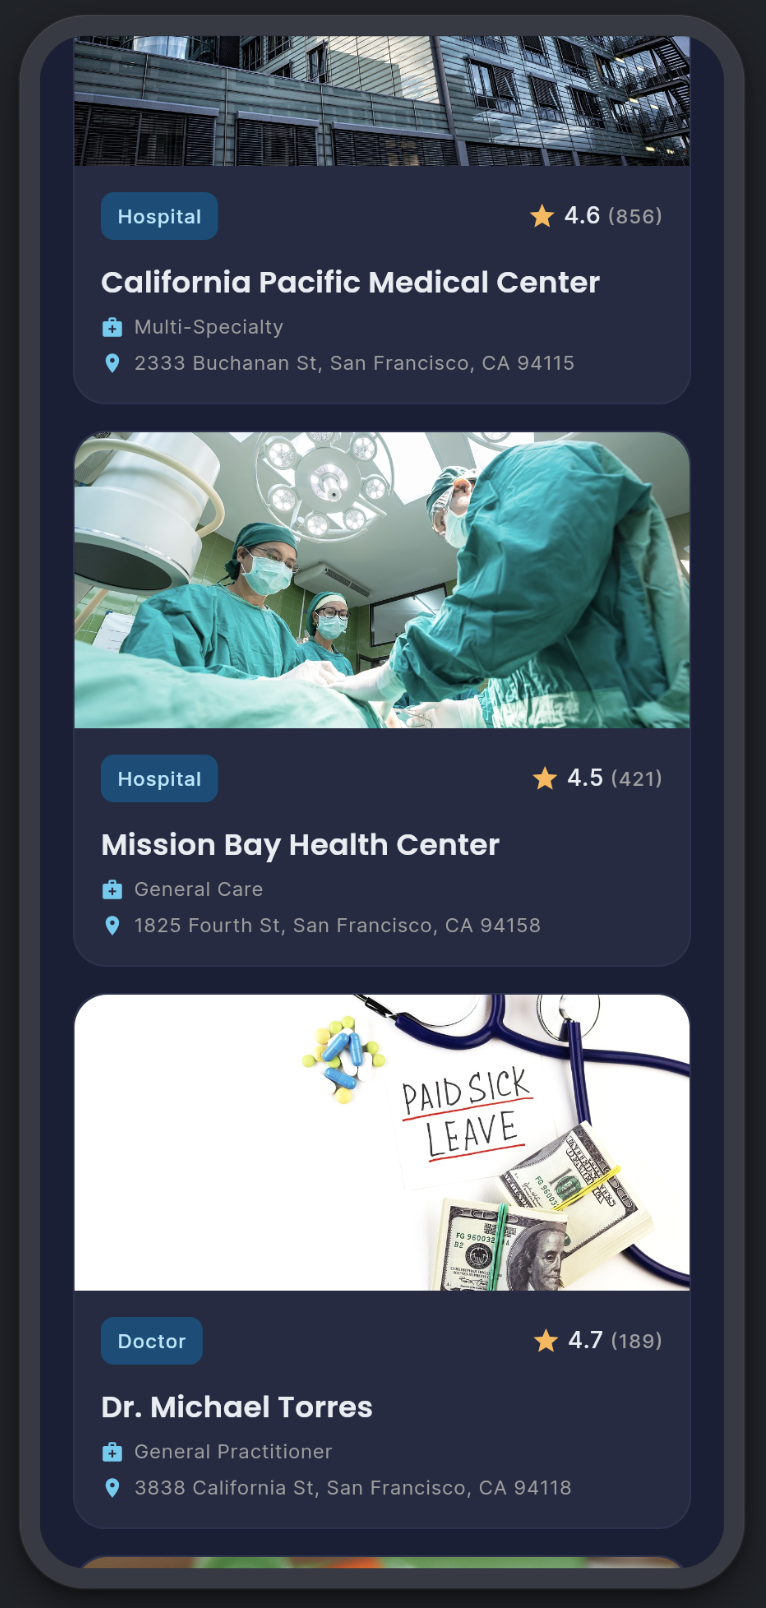 Hospital
4.6 (856)
California Pacific Medical Center
Multi-Specialty
2333 Buchanan St, San Francisco, CA 94115
Hospital
4.5 (421)
Mission Bay Health Center
General Care
1825 Fourth St, San Francisco, CA 94158
PAID SICK
LEAVE
Doctor
4.7 (189)
Dr. Michael Torres
General Practitioner
3838 California St, San Francisco, CA 94118